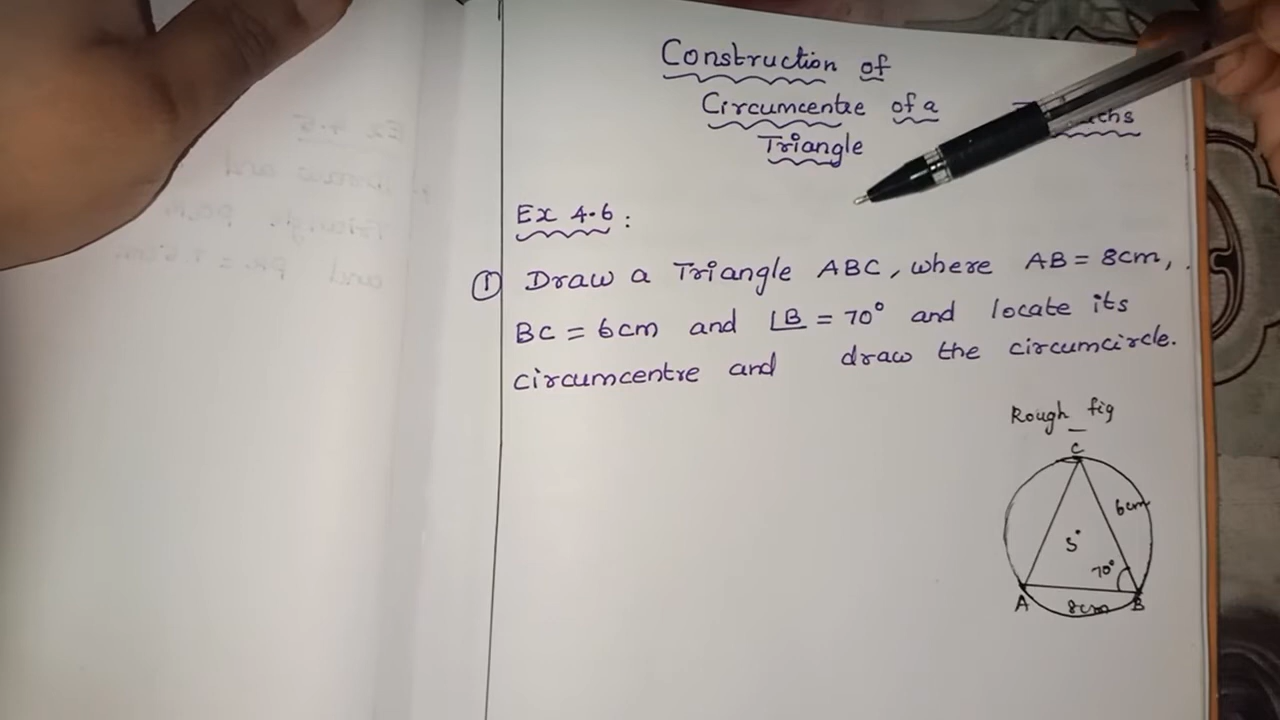 Construction of
Circumcentre of a
Triangle
Ex 4.6 :
① Draw a Triangle ABC, where AB = 8cm,
BC = 6cm and ∠B = 70° and locate its
circumcentre and draw the circumcircle.
Rough fig
C
6cm
S
70°
A 8cm B